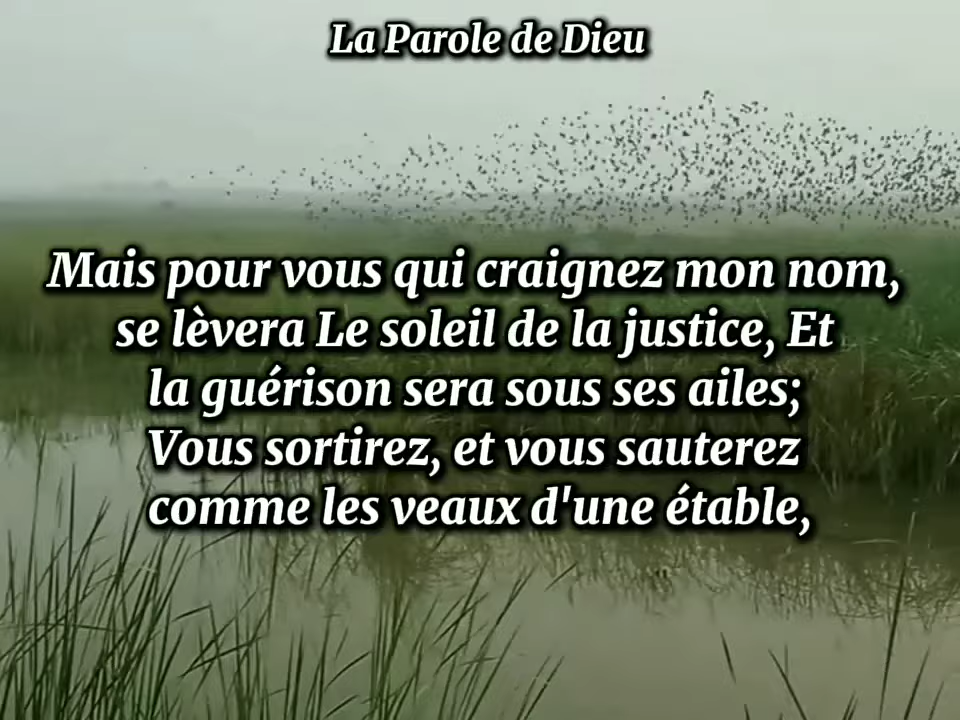 La Parole de Dieu
Mais pour vous qui craignez mon nom,
se lèvera Le soleil de la justice, Et
la guérison sera sous ses ailes;
Vous sortirez, et vous sauterez
comme les veaux d'une étable,